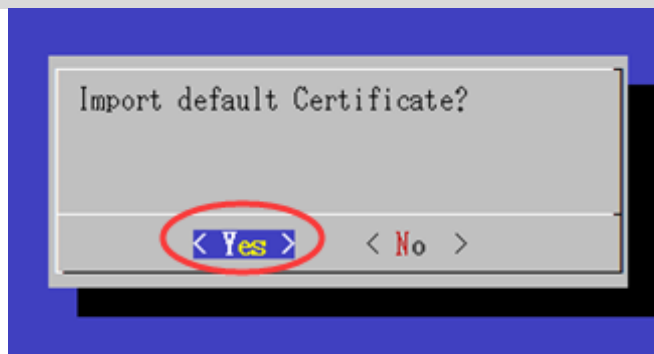 Import default Certificate?
< Yes > < No >